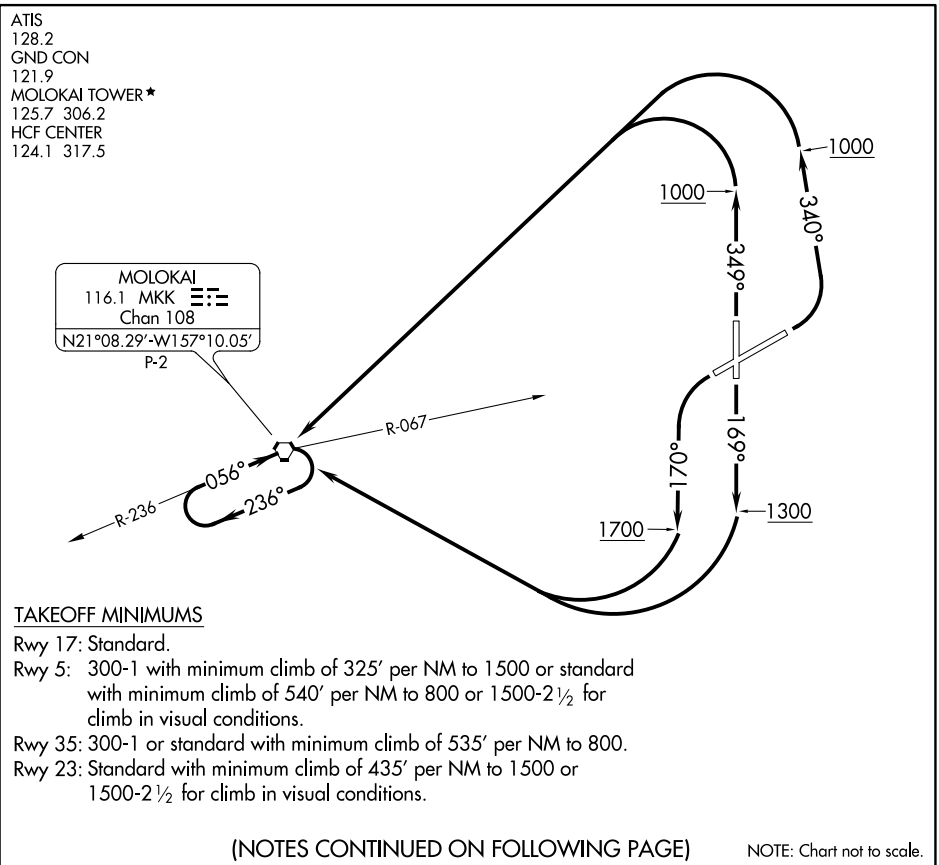 ATIS
128.2
GND CON
121.9
MOLOKAI TOWER★
125.7 306.2
HCF CENTER
124.1 317.5
1000
1000
340°
349°
MOLOKAI
116.1 MKK
Chan 108
N21°08.29'-W157°10.05'
P-2
R-067
056°
236°
R-236
171°
169°
1700
1300
TAKEOFF MINIMUMS
Rwy 17: Standard.
Rwy 5: 300-1 with minimum climb of 325' per NM to 1500 or standard
with minimum climb of 540' per NM to 800 or 1500-2½ for
climb in visual conditions.
Rwy 35: 300-1 or standard with minimum climb of 535' per NM to 800.
Rwy 23: Standard with minimum climb of 435' per NM to 1500 or
1500-2½ for climb in visual conditions.
(NOTES CONTINUED ON FOLLOWING PAGE)
NOTE: Chart not to scale.